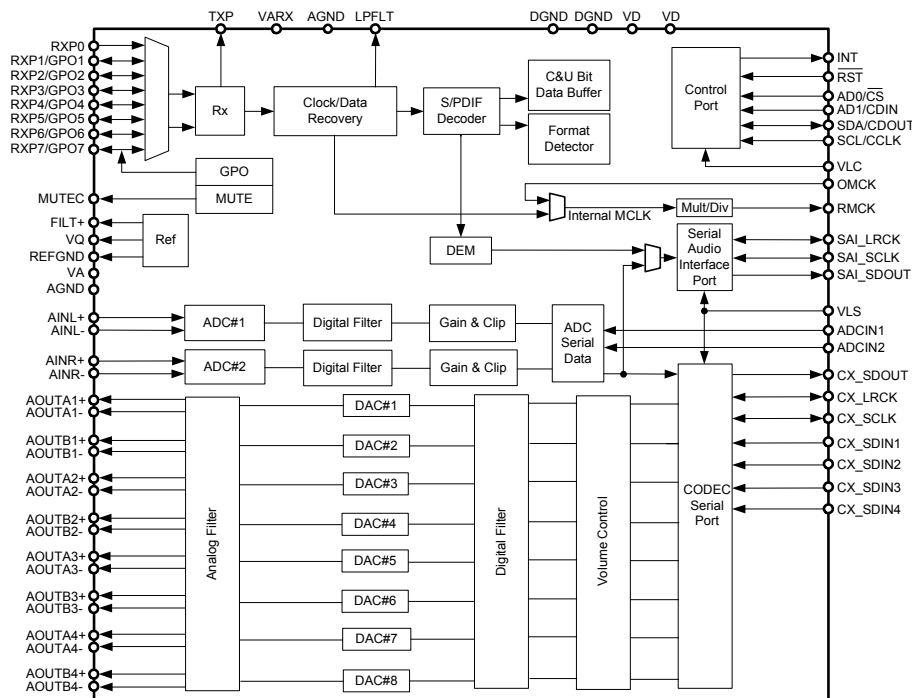 TXP VARX AGND LPFLT DGND DGND VD VD
RXP0
RXP1/GPO1
RXP2/GPO2
RXP3/GPO3
RXP4/GPO4
RXP5/GPO5
RXP6/GPO6
RXP7/GPO7
MUTEC
FILT+
VQ
REFGND
VA
AGND
AINL+
AINL-
AINR+
AINR-
AOUTA1+
AOUTA1-
AOUTB1+
AOUTB1-
AOUTA2+
AOUTA2-
AOUTB2+
AOUTB2-
AOUTA3+
AOUTA3-
AOUTB3+
AOUTB3-
AOUTA4+
AOUTA4-
AOUTB4+
AOUTB4-
Rx
Clock/Data
Recovery
S/PDIF
Decoder
C&U Bit
Data Buffer
Format
Detector
Control
Port
GPO
MUTE
Ref
Internal MCLK
Mult/Div
DEM
Serial
Audio
Interface
Port
ADC#1
Digital Filter
Gain & Clip
ADC
Serial
Data
ADC#2
Digital Filter
Gain & Clip
Analog Filter
DAC#1
DAC#2
DAC#3
DAC#4
DAC#5
DAC#6
DAC#7
DAC#8
Digital Filter
Volume Control
CODEC
Serial
Port
INT
RST
AD0/CS
AD1/CDIN
SDA/CDOUT
SCL/CCLK
VLC
OMCK
RMCK
SAI_LRCK
SAI_SCLK
SAI_SDOUT
VLS
ADCIN1
ADCIN2
CX_SDOUT
CX_LRCK
CX_SCLK
CX_SDIN1
CX_SDIN2
CX_SDIN3
CX_SDIN4